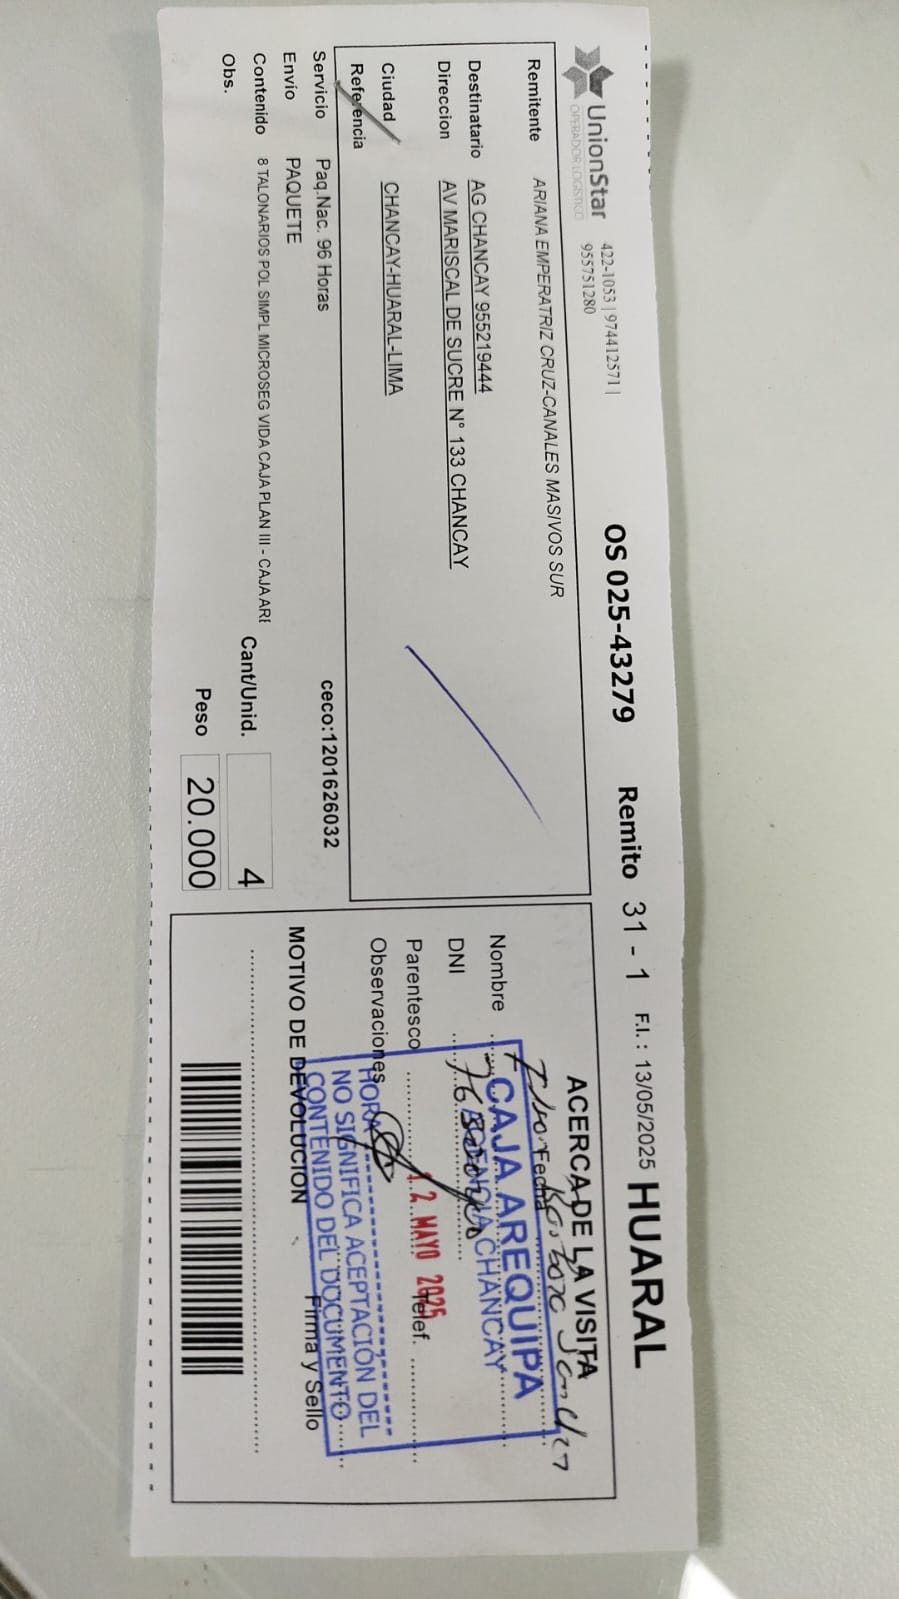 UnionStar
OPERADOR LOGISTICO
422-1053 | 974412571 |
955751280
OS 025-43279 Remito 31 - 1 F.I.: 13/05/2025 HUARAL
Remitente ARIANA EMPERATRIZ CRUZ-CANALES MASIVOS SUR
Destinatario AG CHANCAY 955219444
Direccion AV MARISCAL DE SUCRE N° 133 CHANCAY
Ciudad CHANCAY-HUARAL-LIMA
Referencia
Servicio Paq.Nac. 96 Horas ceco:1201626032
Envío PAQUETE
Contenido 8 TALONARIOS POL SIMPL MICROSEG VIDA CAJA PLAN III - CAJA ARE
Cant/Unid. 4
Obs.
Peso 20.000
ACERCA DE LA VISITA
Fecha
Nombre
DNI
Parentesco Telef.
Observaciones
MOTIVO DE DEVOLUCION Firma y Sello
CAJA AREQUIPA
AGENCIA CHANCAY
12 MAYO 2025
HORA
NO SIGNIFICA ACEPTACIÓN DEL
CONTENIDO DEL DOCUMENTO